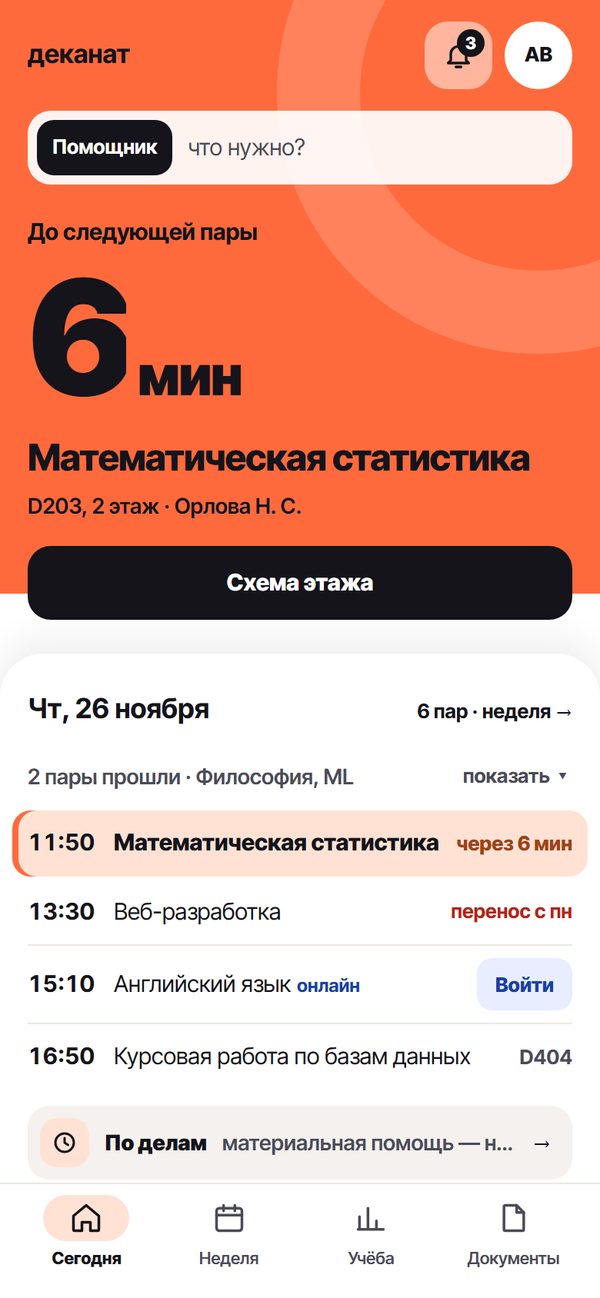 деканат
3
АВ
Помощник что нужно?
До следующей пары
6 мин
Математическая статистика
D203, 2 этаж · Орлова Н. С.
Схема этажа
Чт, 26 ноября 6 пар · неделя →
2 пары прошли · Философия, ML показать ▼
11:50 Математическая статистика через 6 мин
13:30 Веб-разработка перенос с пн
15:10 Английский язык онлайн Войти
16:50 Курсовая работа по базам данных D404
По делам материальная помощь — н... →
Сегодня Неделя Учёба Документы